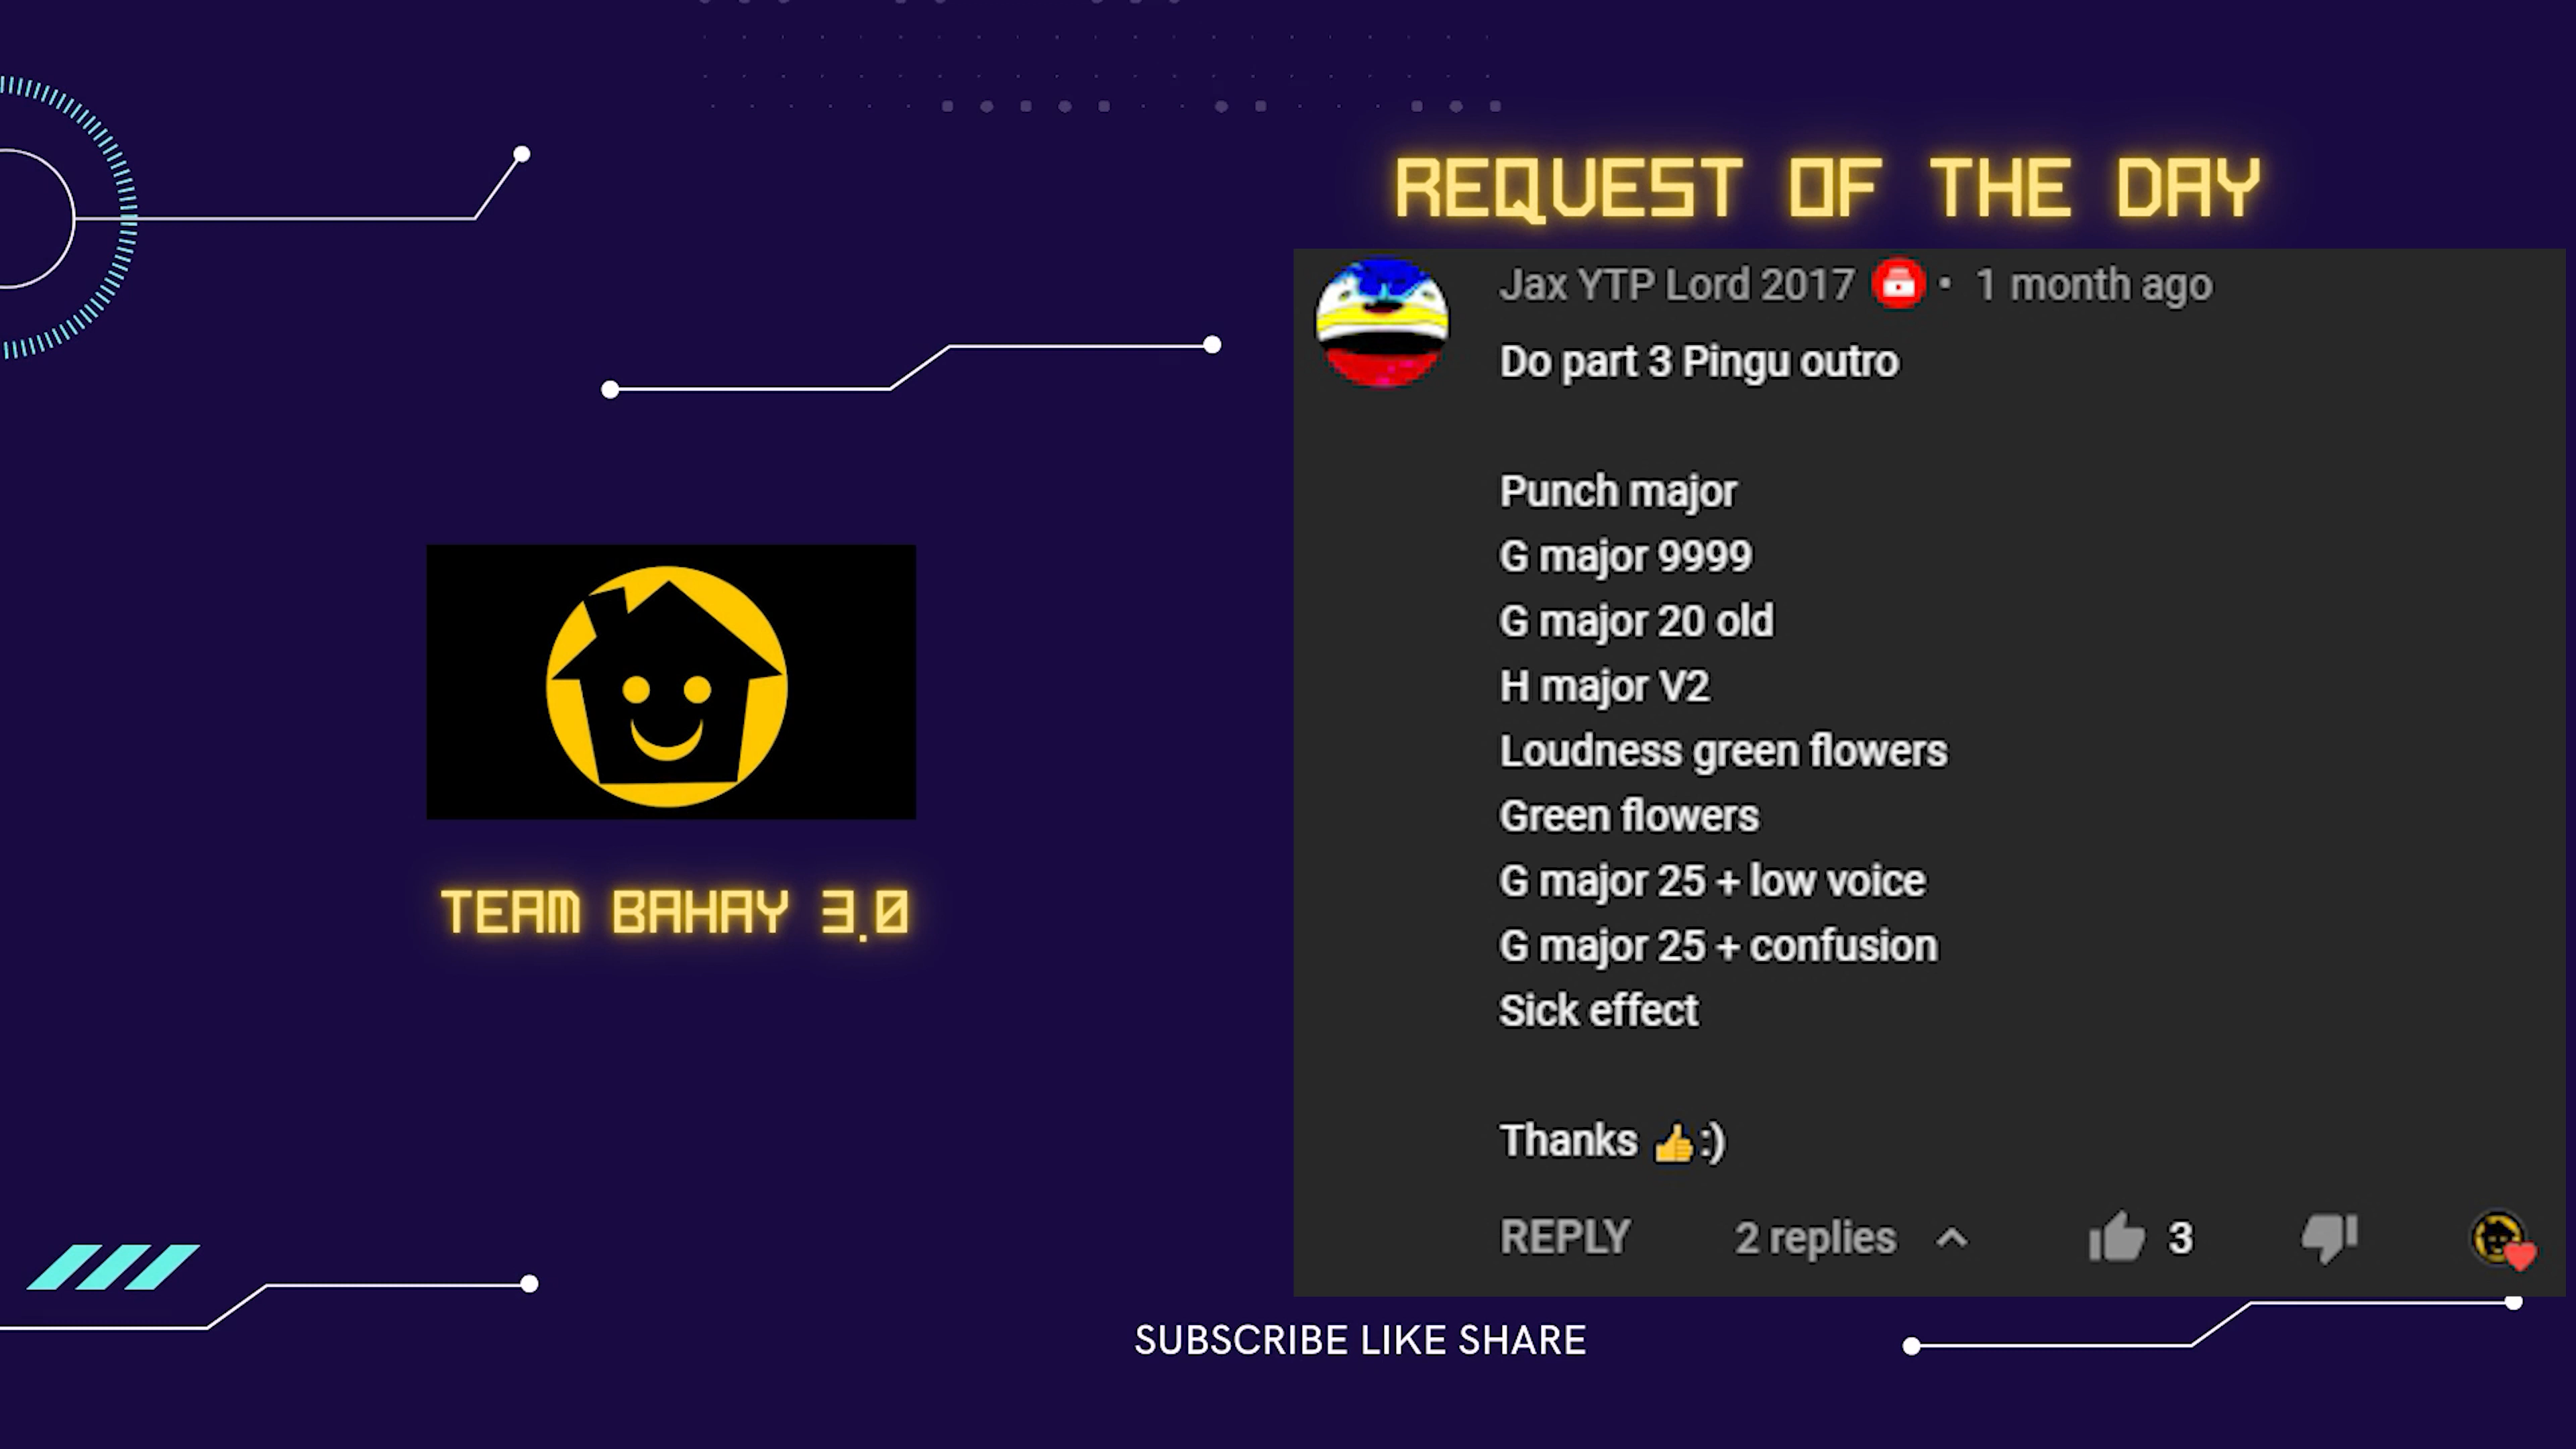 REQUEST OF THE DAY
Jax YTP Lord 2017 • 1 month ago
Do part 3 Pingu outro
Punch major
G major 9999
G major 20 old
H major V2
Loudness green flowers
Green flowers
G major 25 + low voice
G major 25 + confusion
Sick effect
Thanks 👍:)
REPLY 2 replies 3
TEAM BAHAY 3.0
SUBSCRIBE LIKE SHARE